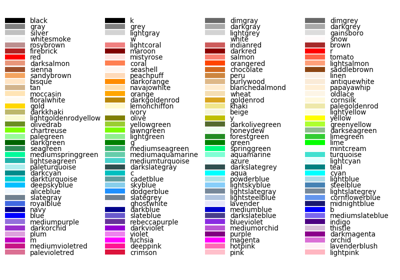 black
gray
silver
whitesmoke
rosybrown
firebrick
red
darksalmon
sienna
sandybrown
bisque
tan
moccasin
floralwhite
gold
darkkhaki
lightgoldenrodyellow
olivedrab
chartreuse
palegreen
darkgreen
seagreen
mediumspringgreen
lightseagreen
paleturquoise
darkcyan
darkturquoise
deepskyblue
aliceblue
slategray
royalblue
navy
blue
mediumpurple
darkorchid
plum
m
mediumvioletred
palevioletred
k
grey
lightgray
w
lightcoral
maroon
mistyrose
coral
seashell
peachpuff
darkorange
navajowhite
orange
darkgoldenrod
lemonchiffon
ivory
olive
yellowgreen
lawngreen
lightgreen
g
mediumseagreen
mediumaquamarine
mediumturquoise
darkslategray
c
cadetblue
skyblue
dodgerblue
slategrey
ghostwhite
darkblue
slateblue
rebeccapurple
darkviolet
violet
fuchsia
deeppink
crimson
dimgray
darkgray
lightgrey
white
indianred
darkred
salmon
orangered
chocolate
peru
burlywood
blanchedalmond
wheat
goldenrod
khaki
beige
y
darkolivegreen
honeydew
forestgreen
green
springgreen
aquamarine
azure
darkslategrey
aqua
powderblue
lightskyblue
lightslategray
lightsteelblue
lavender
mediumblue
darkslateblue
blueviolet
mediumorchid
purple
magenta
hotpink
pink
dimgrey
darkgrey
gainsboro
snow
brown
r
tomato
lightsalmon
saddlebrown
linen
antiquewhite
papayawhip
oldlace
cornsilk
palegoldenrod
lightyellow
yellow
greenyellow
darkseagreen
limegreen
lime
mintcream
turquoise
lightcyan
teal
cyan
lightblue
steelblue
lightslategrey
cornflowerblue
midnightblue
b
mediumslateblue
indigo
thistle
darkmagenta
orchid
lavenderblush
lightpink